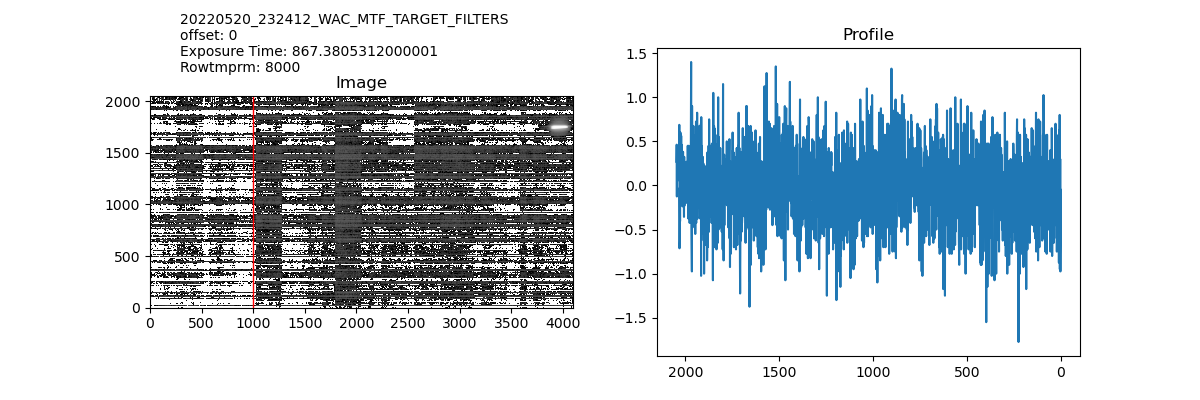 20220520_232412_WAC_MTF_TARGET_FILTERS
offset: 0
Exposure Time: 867.3805312000001
Rowtmprm: 8000
Image
2000
1500
1000
500
0
0 500 1000 1500 2000 2500 3000 3500 4000
Profile
1.5
1.0
0.5
0.0
−0.5
−1.0
−1.5
2000 1500 1000 500 0